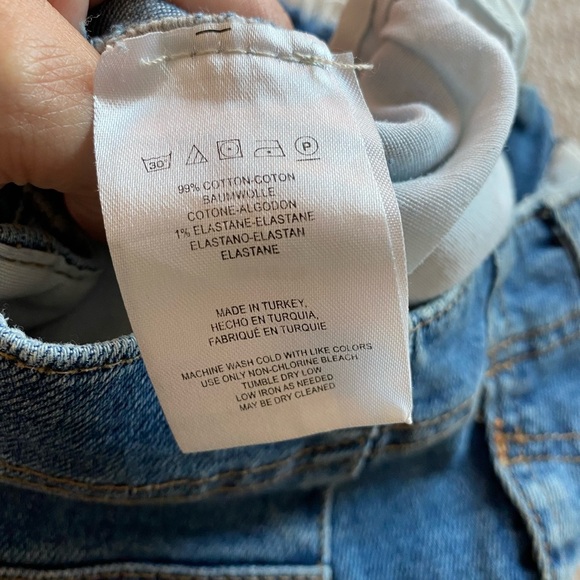 30°
P
99% COTTON-COTON
BAUMWOLLE
COTONE-ALGODON
1% ELASTANE-ELASTANE
ELASTANO-ELASTAN
ELASTANE
MADE IN TURKEY,
HECHO EN TURQUIA,
FABRIQUÉ EN TURQUIE
MACHINE WASH COLD WITH LIKE COLORS
USE ONLY NON-CHLORINE BLEACH.
TUMBLE DRY LOW
LOW IRON AS NEEDED
MAY BE DRY CLEANED